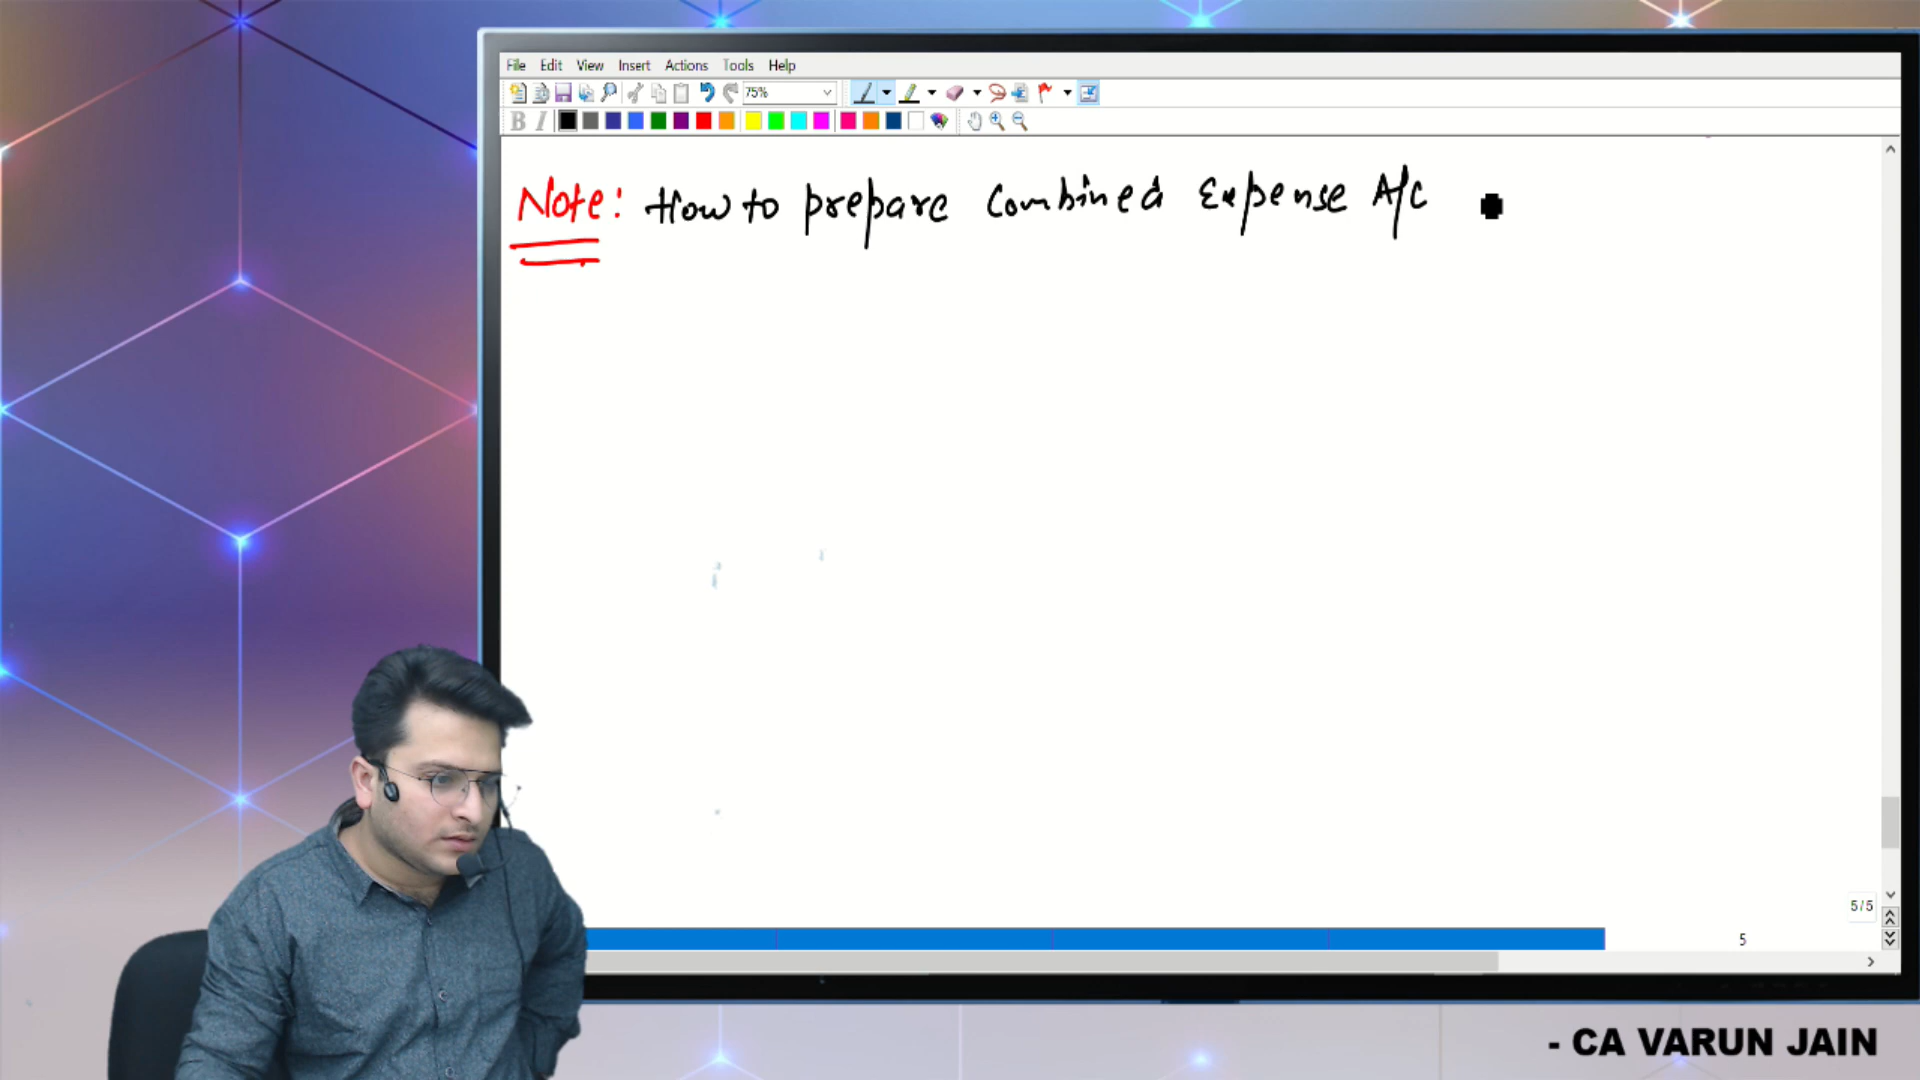 File Edit View Insert Actions Tools Help
75%
B I
Note: How to prepare Combined Expense A/c
5/5
5
- CA VARUN JAIN